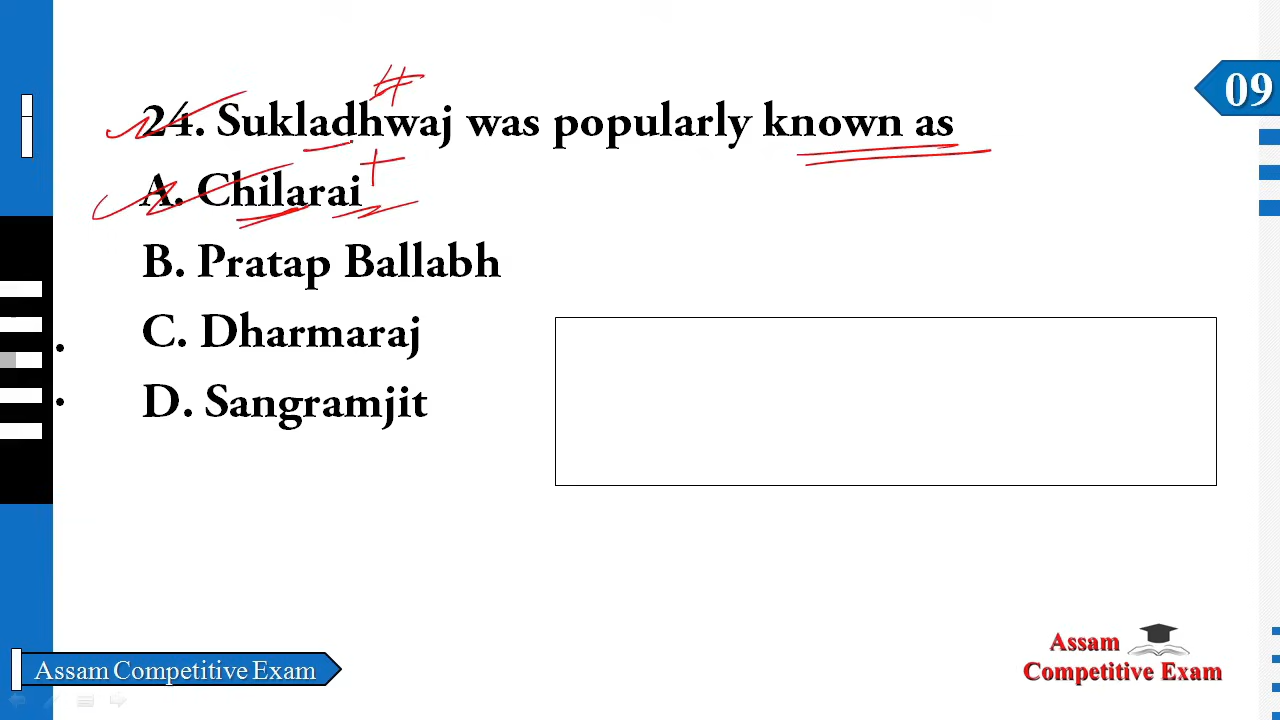 09
24. Sukladhwaj was popularly known as
A. Chilarai
B. Pratap Ballabh
C. Dharmaraj
D. Sangramjit
Assam Competitive Exam
Assam
Competitive Exam